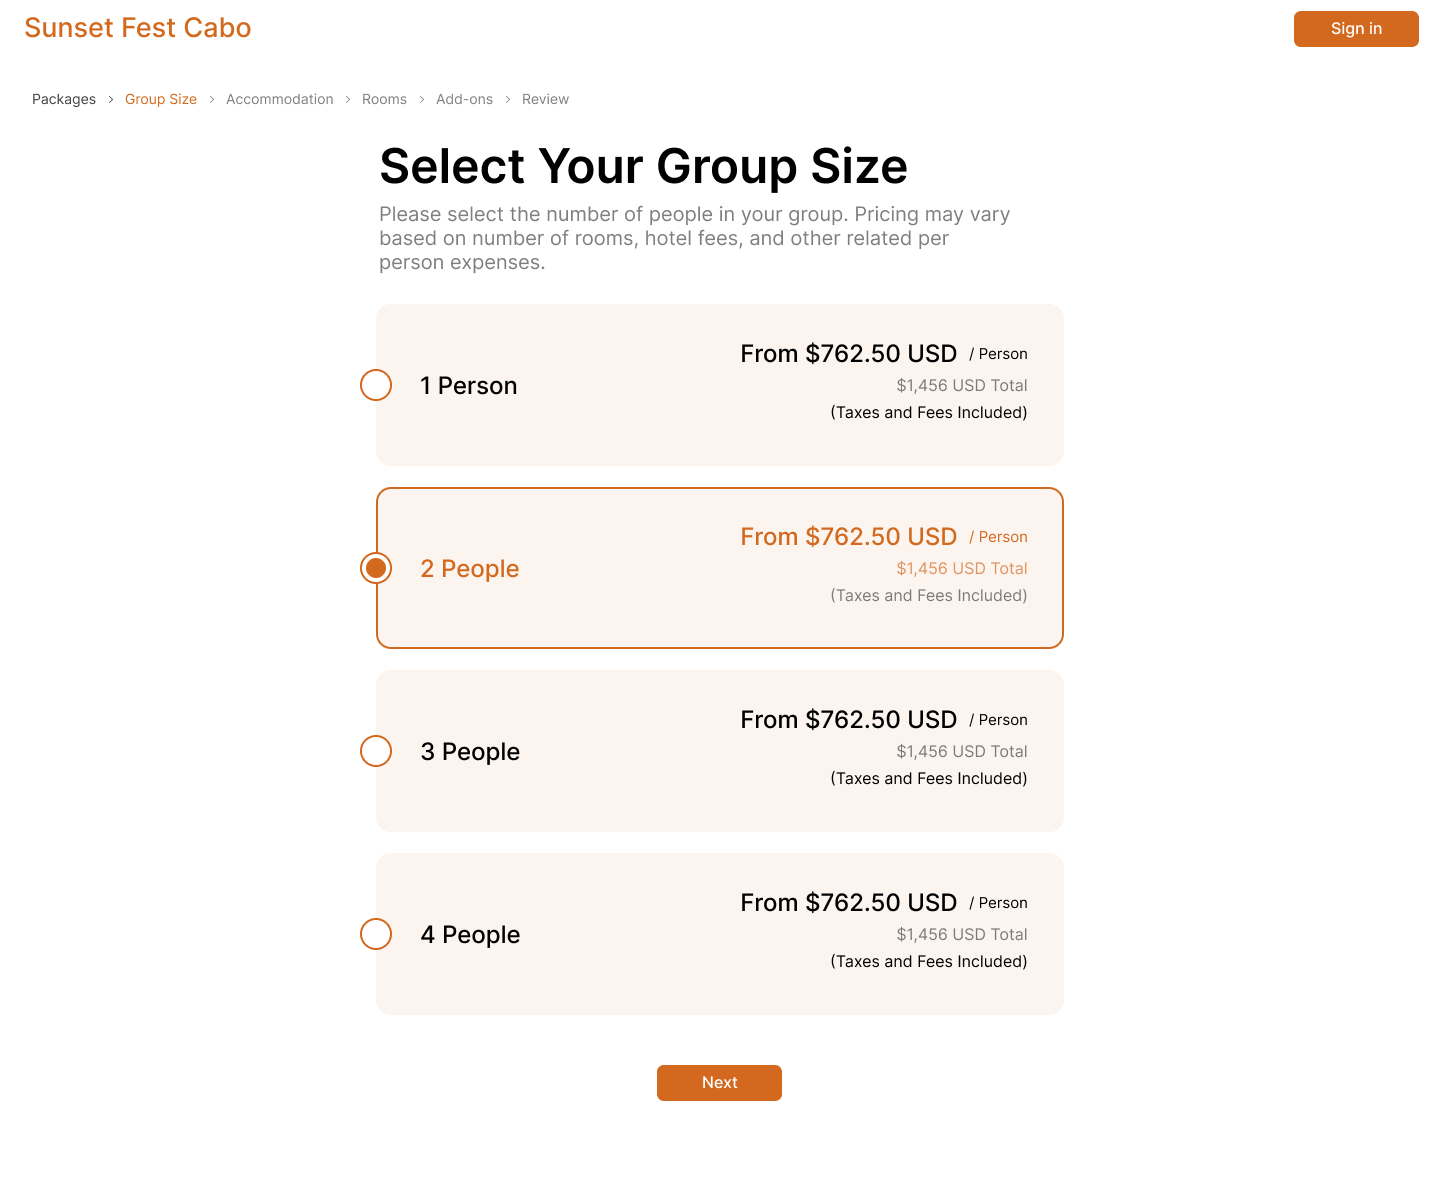 Sunset Fest Cabo
Sign in
Packages > Group Size > Accommodation > Rooms > Add-ons > Review
Select Your Group Size
Please select the number of people in your group. Pricing may vary
based on number of rooms, hotel fees, and other related per
person expenses.
1 Person
From $762.50 USD / Person
$1,456 USD Total
(Taxes and Fees Included)
2 People
From $762.50 USD / Person
$1,456 USD Total
(Taxes and Fees Included)
3 People
From $762.50 USD / Person
$1,456 USD Total
(Taxes and Fees Included)
4 People
From $762.50 USD / Person
$1,456 USD Total
(Taxes and Fees Included)
Next